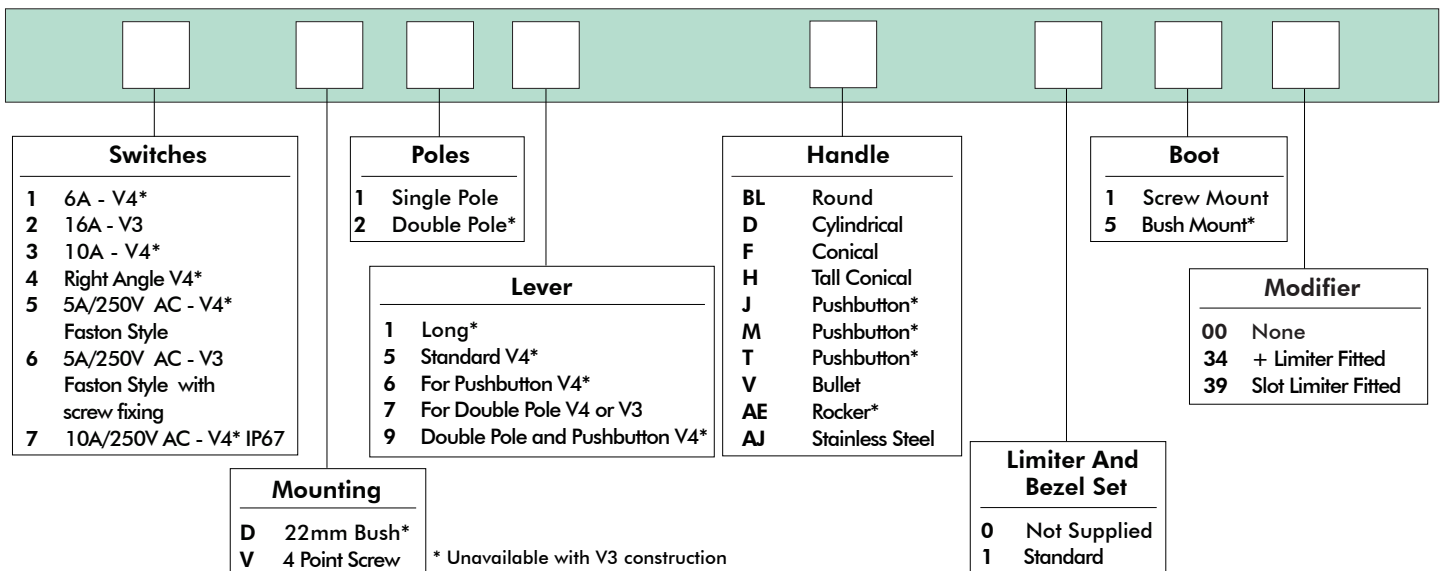 Switches
1 6A - V4*
2 16A - V3
3 10A - V4*
4 Right Angle V4*
5 5A/250V AC - V4*
Faston Style
6 5A/250V AC - V3
Faston Style with
screw fixing
7 10A/250V AC - V4* IP67
Mounting
D 22mm Bush*
V 4 Point Screw
* Unavailable with V3 construction
Poles
1 Single Pole
2 Double Pole*
Lever
1 Long*
5 Standard V4*
6 For Pushbutton V4*
7 For Double Pole V4 or V3
9 Double Pole and Pushbutton V4*
Handle
BL Round
D Cylindrical
F Conical
H Tall Conical
J Pushbutton*
M Pushbutton*
T Pushbutton*
V Bullet
AE Rocker*
AJ Stainless Steel
Limiter And
Bezel Set
0 Not Supplied
1 Standard
Boot
1 Screw Mount
5 Bush Mount*
Modifier
00 None
34 + Limiter Fitted
39 Slot Limiter Fitted